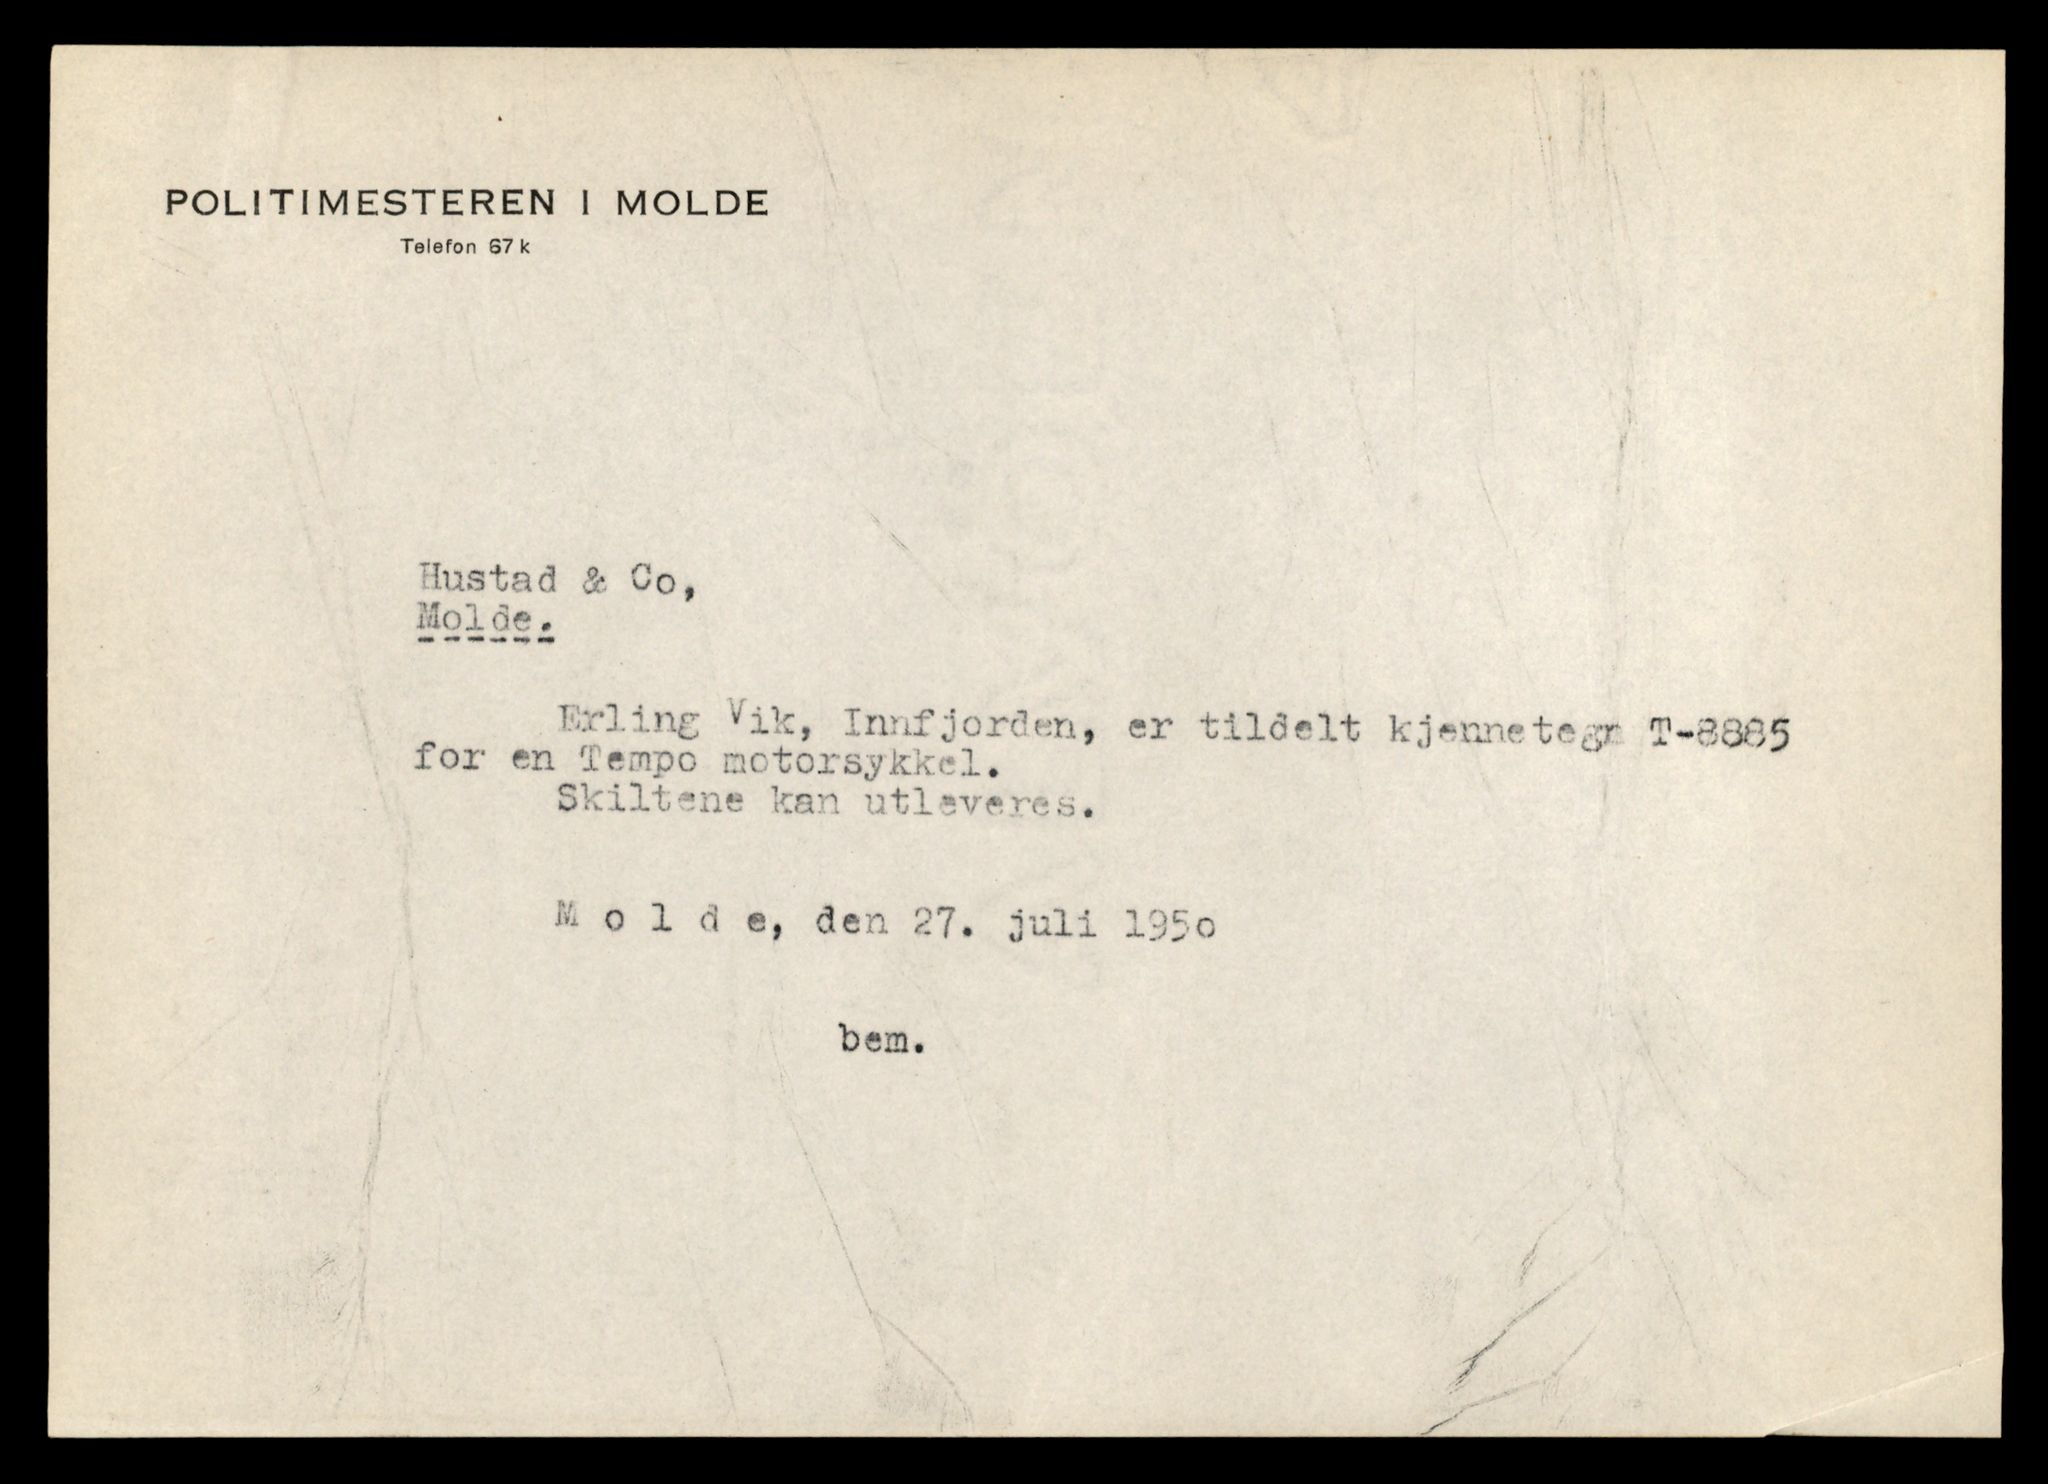 POLITIMESTEREN I MOLDE
Telefon 67 k
Hustad & Co,
Molde.
Erling Vik, Innfjorden, er tildelt kjennetegn T-8885
for en Tempo motorsykkel.
Skiltene kan utleveres.
M o l d e, den 27. juli 195o
bem.